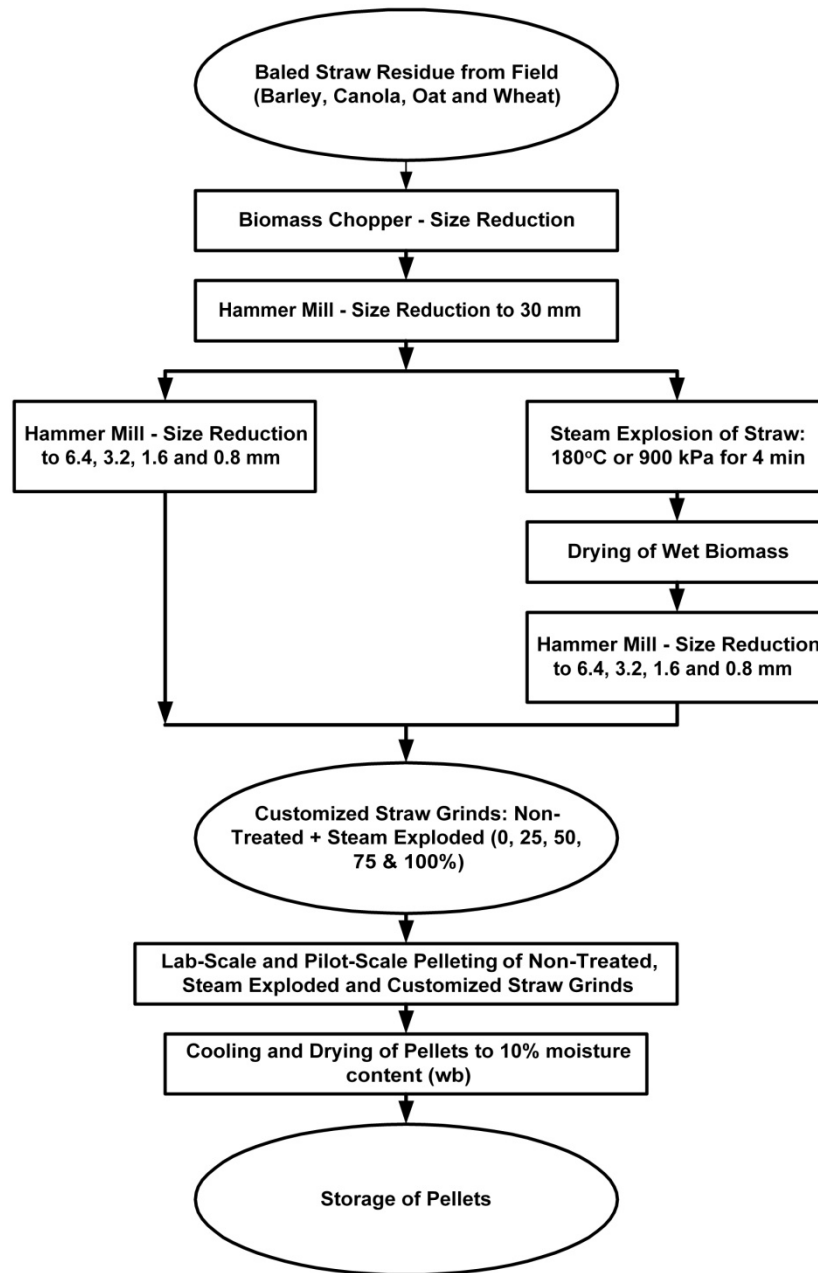 Baled Straw Residue from Field
(Barley, Canola, Oat and Wheat)
Biomass Chopper - Size Reduction
Hammer Mill - Size Reduction to 30 mm
Hammer Mill - Size Reduction
to 6.4, 3.2, 1.6 and 0.8 mm
Steam Explosion of Straw:
180°C or 900 kPa for 4 min
Drying of Wet Biomass
Hammer Mill - Size Reduction
to 6.4, 3.2, 1.6 and 0.8 mm
Customized Straw Grinds: Non-
Treated + Steam Exploded (0, 25, 50,
75 & 100%)
Lab-Scale and Pilot-Scale Pelleting of Non-Treated,
Steam Exploded and Customized Straw Grinds
Cooling and Drying of Pellets to 10% moisture
content (wb)
Storage of Pellets